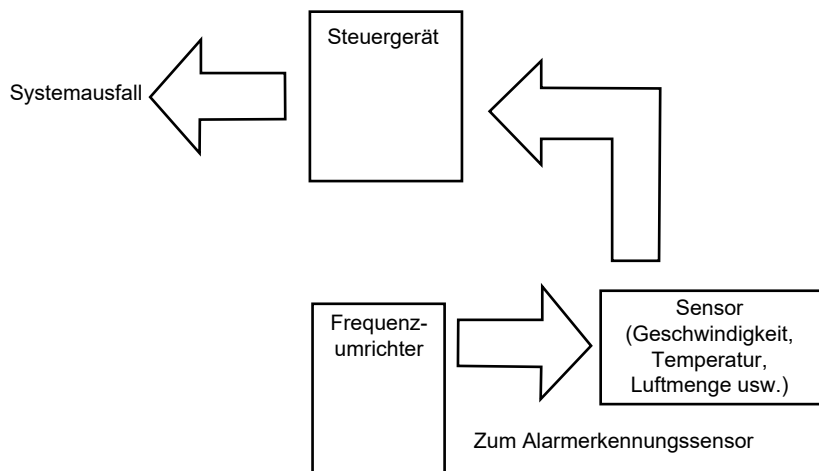 Steuergerät
Systemausfall
Frequenz-
umrichter
Sensor
(Geschwindigkeit,
Temperatur,
Luftmenge usw.)
Zum Alarmerkennungssensor